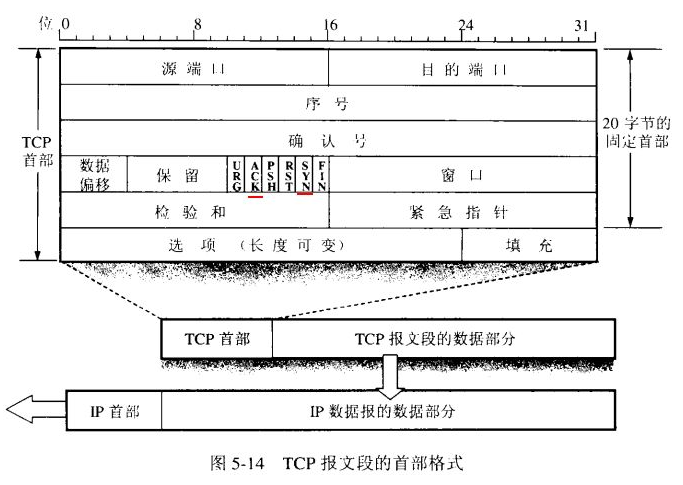 位 0 8 16 24 31
源端口 目的端口
序号
TCP 首部
确认号
20 字节的固定首部
数据偏移 保留 URG ACK PSH RST SYN FIN 窗口
检验和 紧急指针
选项（长度可变） 填充
TCP 首部 TCP 报文段的数据部分
IP 首部 IP 数据报的数据部分
图 5-14 TCP 报文段的首部格式